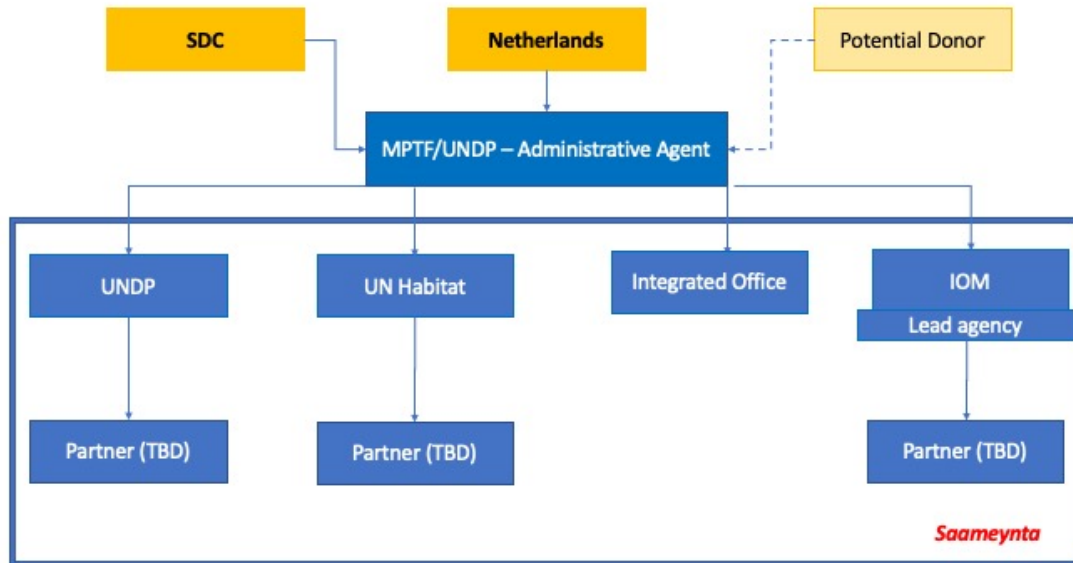 SDC
Netherlands
Potential Donor
MPTF/UNDP – Administrative Agent
UNDP
UN Habitat
Integrated Office
IOM
Lead agency
Partner (TBD)
Partner (TBD)
Partner (TBD)
Saameynta